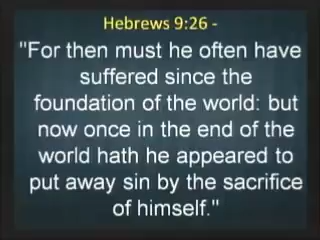 Hebrews 9:26 -
"For then must he often have
suffered since the
foundation of the world: but
now once in the end of the
world hath he appeared to
put away sin by the sacrifice
of himself."